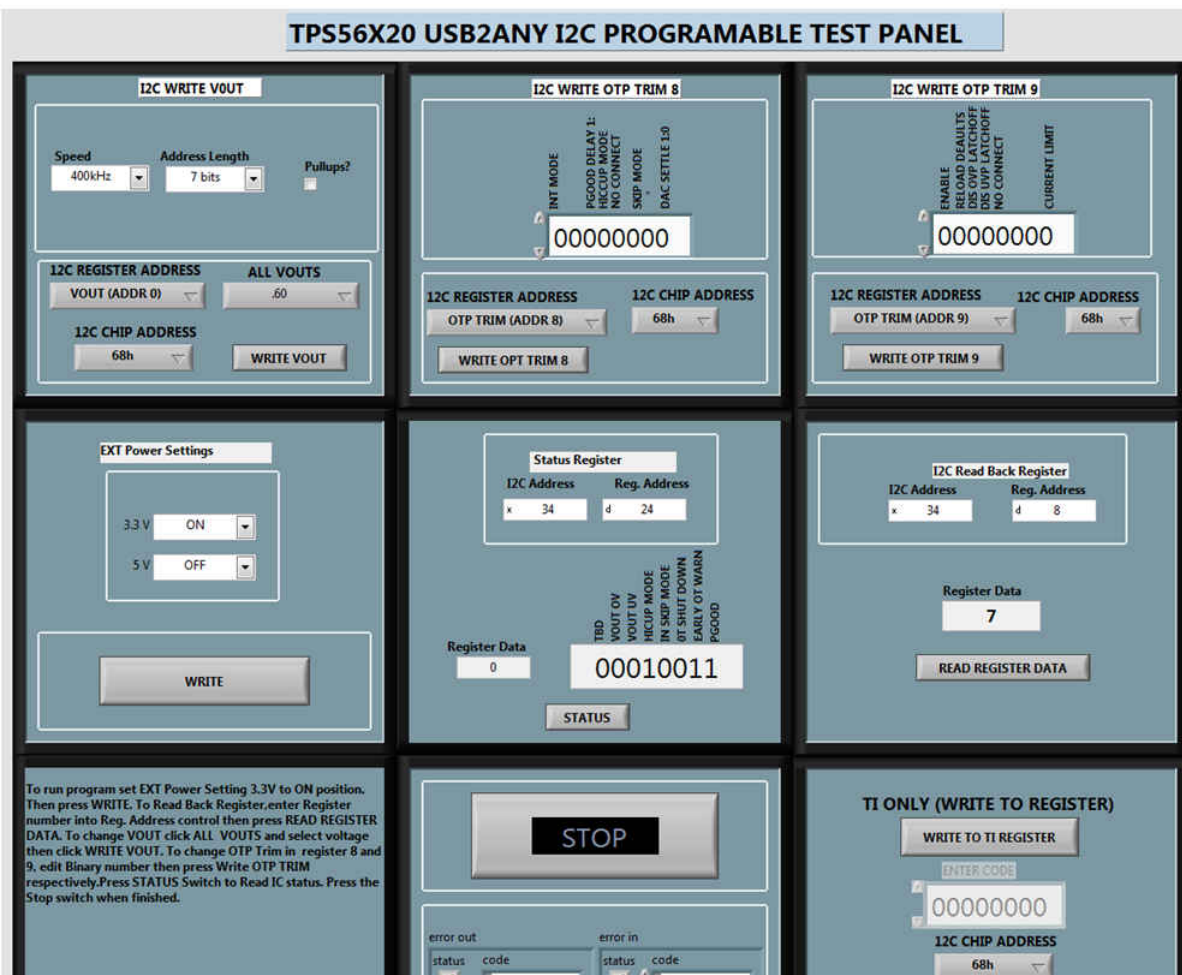 TPS56X20 USB2ANY I2C PROGRAMABLE TEST PANEL
I2C WRITE V0UT
Speed
400kHz
Address Length
7 bits
Pullups?
12C REGISTER ADDRESS
VOUT (ADDR 0)
ALL VOUTS
.60
12C CHIP ADDRESS
68h
WRITE VOUT
I2C WRITE OTP TRIM 8
INT MODE
PGOOD DELAY 1:
HICCUP MODE
NO CONNECT
SKIP MODE
DAC SETTLE 1:0
00000000
12C REGISTER ADDRESS
OTP TRIM (ADDR 8)
12C CHIP ADDRESS
68h
WRITE OPT TRIM 8
I2C WRITE OTP TRIM 9
ENABLE
RELOAD DEAULTS
DIS OVP LATCHOFF
DIS UVP LATCHOFF
NO CONNECT
CURRENT LIMIT
00000000
12C REGISTER ADDRESS
OTP TRIM (ADDR 9)
12C CHIP ADDRESS
68h
WRITE OTP TRIM 9
EXT Power Settings
3.3 V
ON
5 V
OFF
WRITE
Status Register
I2C Address
x 34
Reg. Address
d 24
TBD
VOUT OV
VOUT UV
HICUP MODE
IN SKIP MODE
0T SHUT DOWN
EARLY OT WARN
PGOOD
Register Data
0
00010011
STATUS
I2C Read Back Register
I2C Address
x 34
Reg. Address
d 8
Register Data
7
READ REGISTER DATA
To run program set EXT Power Setting 3.3V to ON position.
Then press WRITE. To Read Back Register,enter Register
number into Reg. Address control then press READ REGISTER
DATA. To change VOUT click ALL VOUTS and select voltage
then click WRITE VOUT. To change OTP Trim in register 8 and
9, edit Binary number then press Write OTP TRIM
respectively.Press STATUS Switch to Read IC status. Press the
Stop switch when finished.
STOP
error out
status code
error in
status code
TI ONLY (WRITE TO REGISTER)
WRITE TO TI REGISTER
ENTER CODE
00000000
12C CHIP ADDRESS
68h